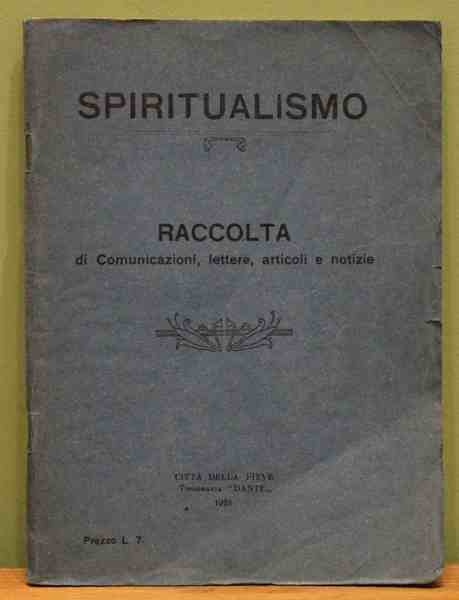 SPIRITUALISMO
RACCOLTA
di Comunicazioni, lettere, articoli e notizie
CITTÀ DELLA PIEVE
Tipografia "DANTE"
Prezzo L. 7.